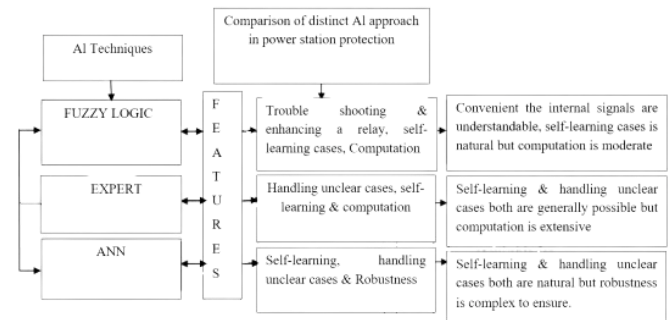 Comparison of distinct AI approach
in power station protection
AI Techniques
FUZZY LOGIC
EXPERT
ANN
F
E
A
T
U
R
E
S
Trouble shooting &
enhancing a relay, self-
learning cases, Computation
Convenient the internal signals are
understandable, self-learning cases is
natural but computation is moderate
Handling unclear cases, self-
learning & computation
Self-learning & handling unclear
cases both are generally possible but
computation is extensive
Self-learning, handling
unclear cases & Robustness
Self-learning & handling unclear
cases both are natural but robustness
is complex to ensure.